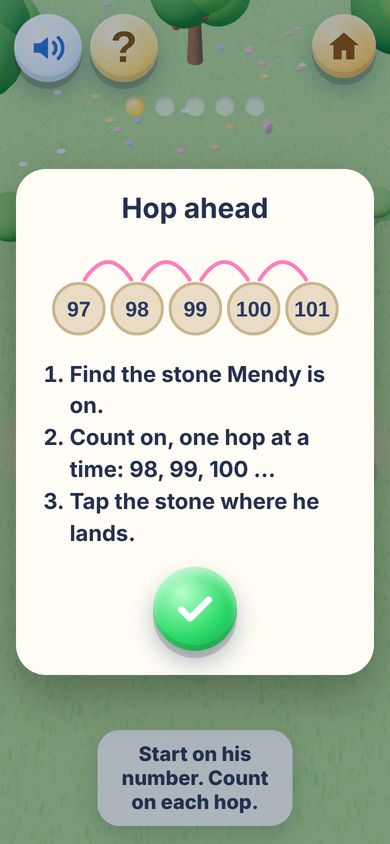 ?
Hop ahead
97 98 99 100 101
1. Find the stone Mendy is
on.
2. Count on, one hop at a
time: 98, 99, 100 ...
3. Tap the stone where he
lands.
Start on his
number. Count
on each hop.